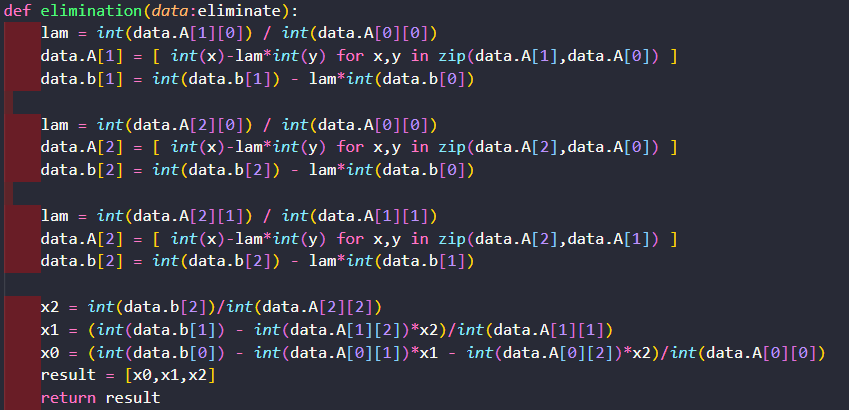 def elimination(data:eliminate):
lam = int(data.A[1][0]) / int(data.A[0][0])
data.A[1] = [ int(x)-lam*int(y) for x,y in zip(data.A[1],data.A[0]) ]
data.b[1] = int(data.b[1]) - lam*int(data.b[0])
lam = int(data.A[2][0]) / int(data.A[0][0])
data.A[2] = [ int(x)-lam*int(y) for x,y in zip(data.A[2],data.A[0]) ]
data.b[2] = int(data.b[2]) - lam*int(data.b[0])
lam = int(data.A[2][1]) / int(data.A[1][1])
data.A[2] = [ int(x)-lam*int(y) for x,y in zip(data.A[2],data.A[1]) ]
data.b[2] = int(data.b[2]) - lam*int(data.b[1])
x2 = int(data.b[2])/int(data.A[2][2])
x1 = (int(data.b[1]) - int(data.A[1][2])*x2)/int(data.A[1][1])
x0 = (int(data.b[0]) - int(data.A[0][1])*x1 - int(data.A[0][2])*x2)/int(data.A[0][0])
result = [x0,x1,x2]
return result